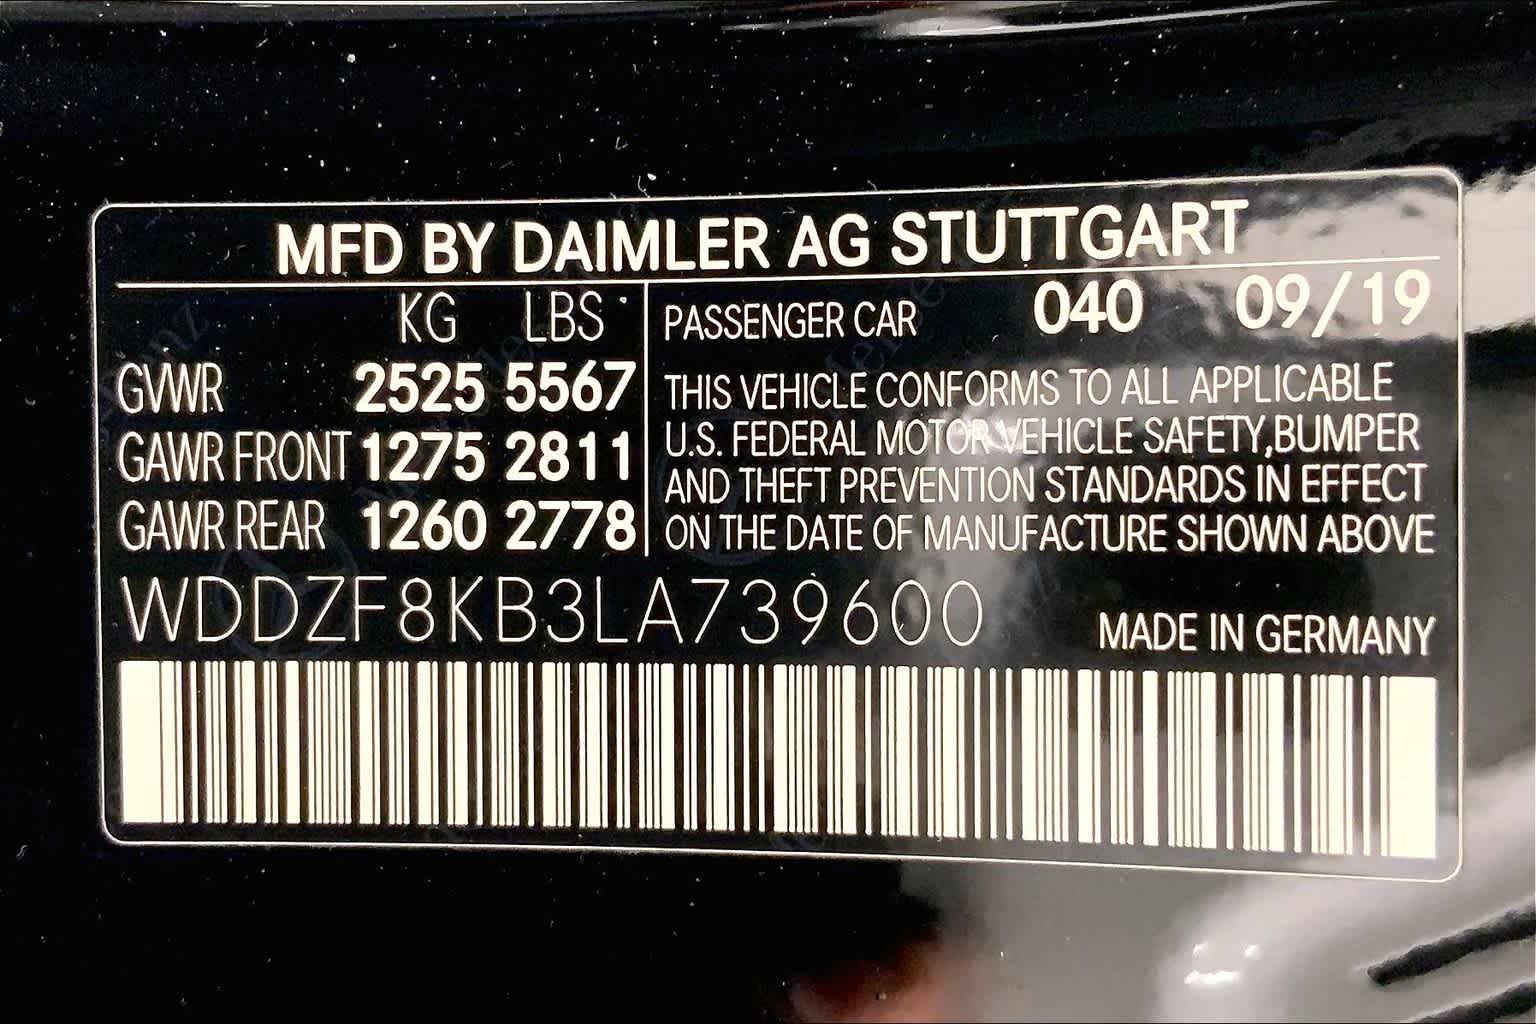 MFD BY DAIMLER AG STUTTGART
KG LBS
GVWR 2525 5567
GAWR FRONT 1275 2811
GAWR REAR 1260 2778
PASSENGER CAR 040 09/19
THIS VEHICLE CONFORMS TO ALL APPLICABLE
U.S. FEDERAL MOTOR VEHICLE SAFETY,BUMPER
AND THEFT PREVENTION STANDARDS IN EFFECT
ON THE DATE OF MANUFACTURE SHOWN ABOVE
WDDZF8KB3LA739600
MADE IN GERMANY